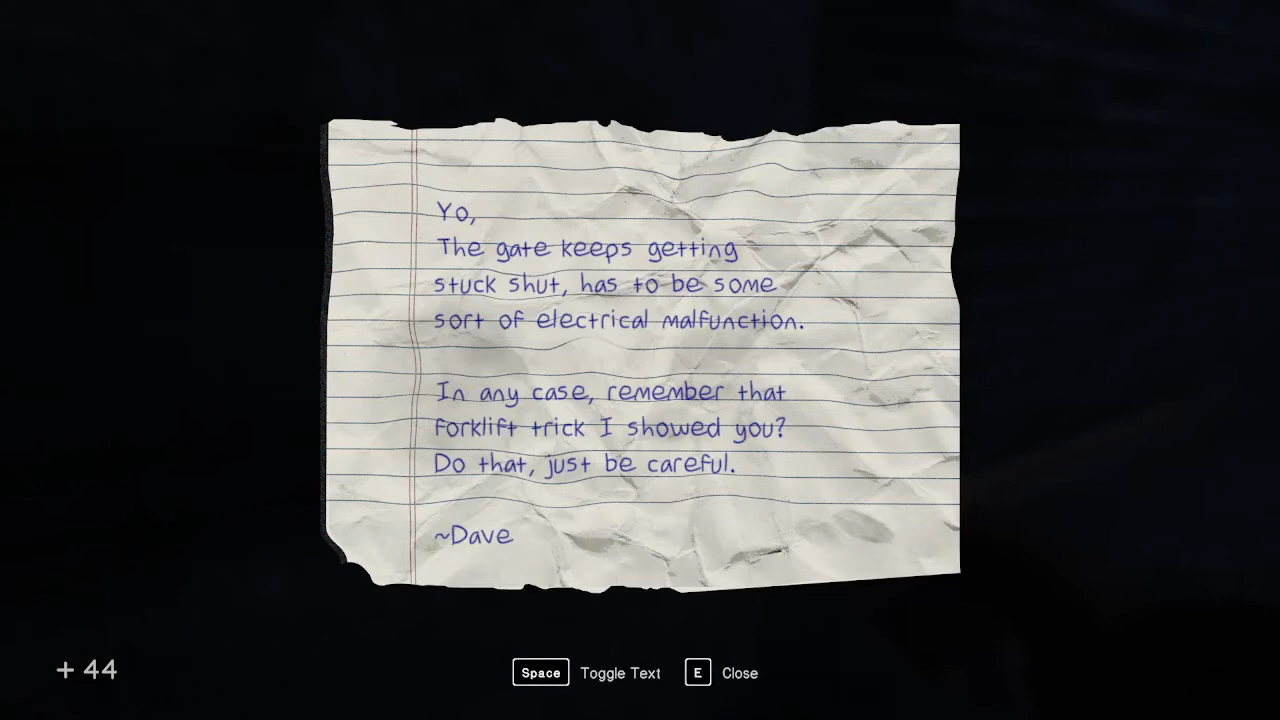 Yo,
The gate keeps getting
stuck shut, has to be some
sort of electrical malfunction.
In any case, remember that
forklift trick I showed you?
Do that, just be careful.
~Dave
+ 44
Space Toggle Text E Close